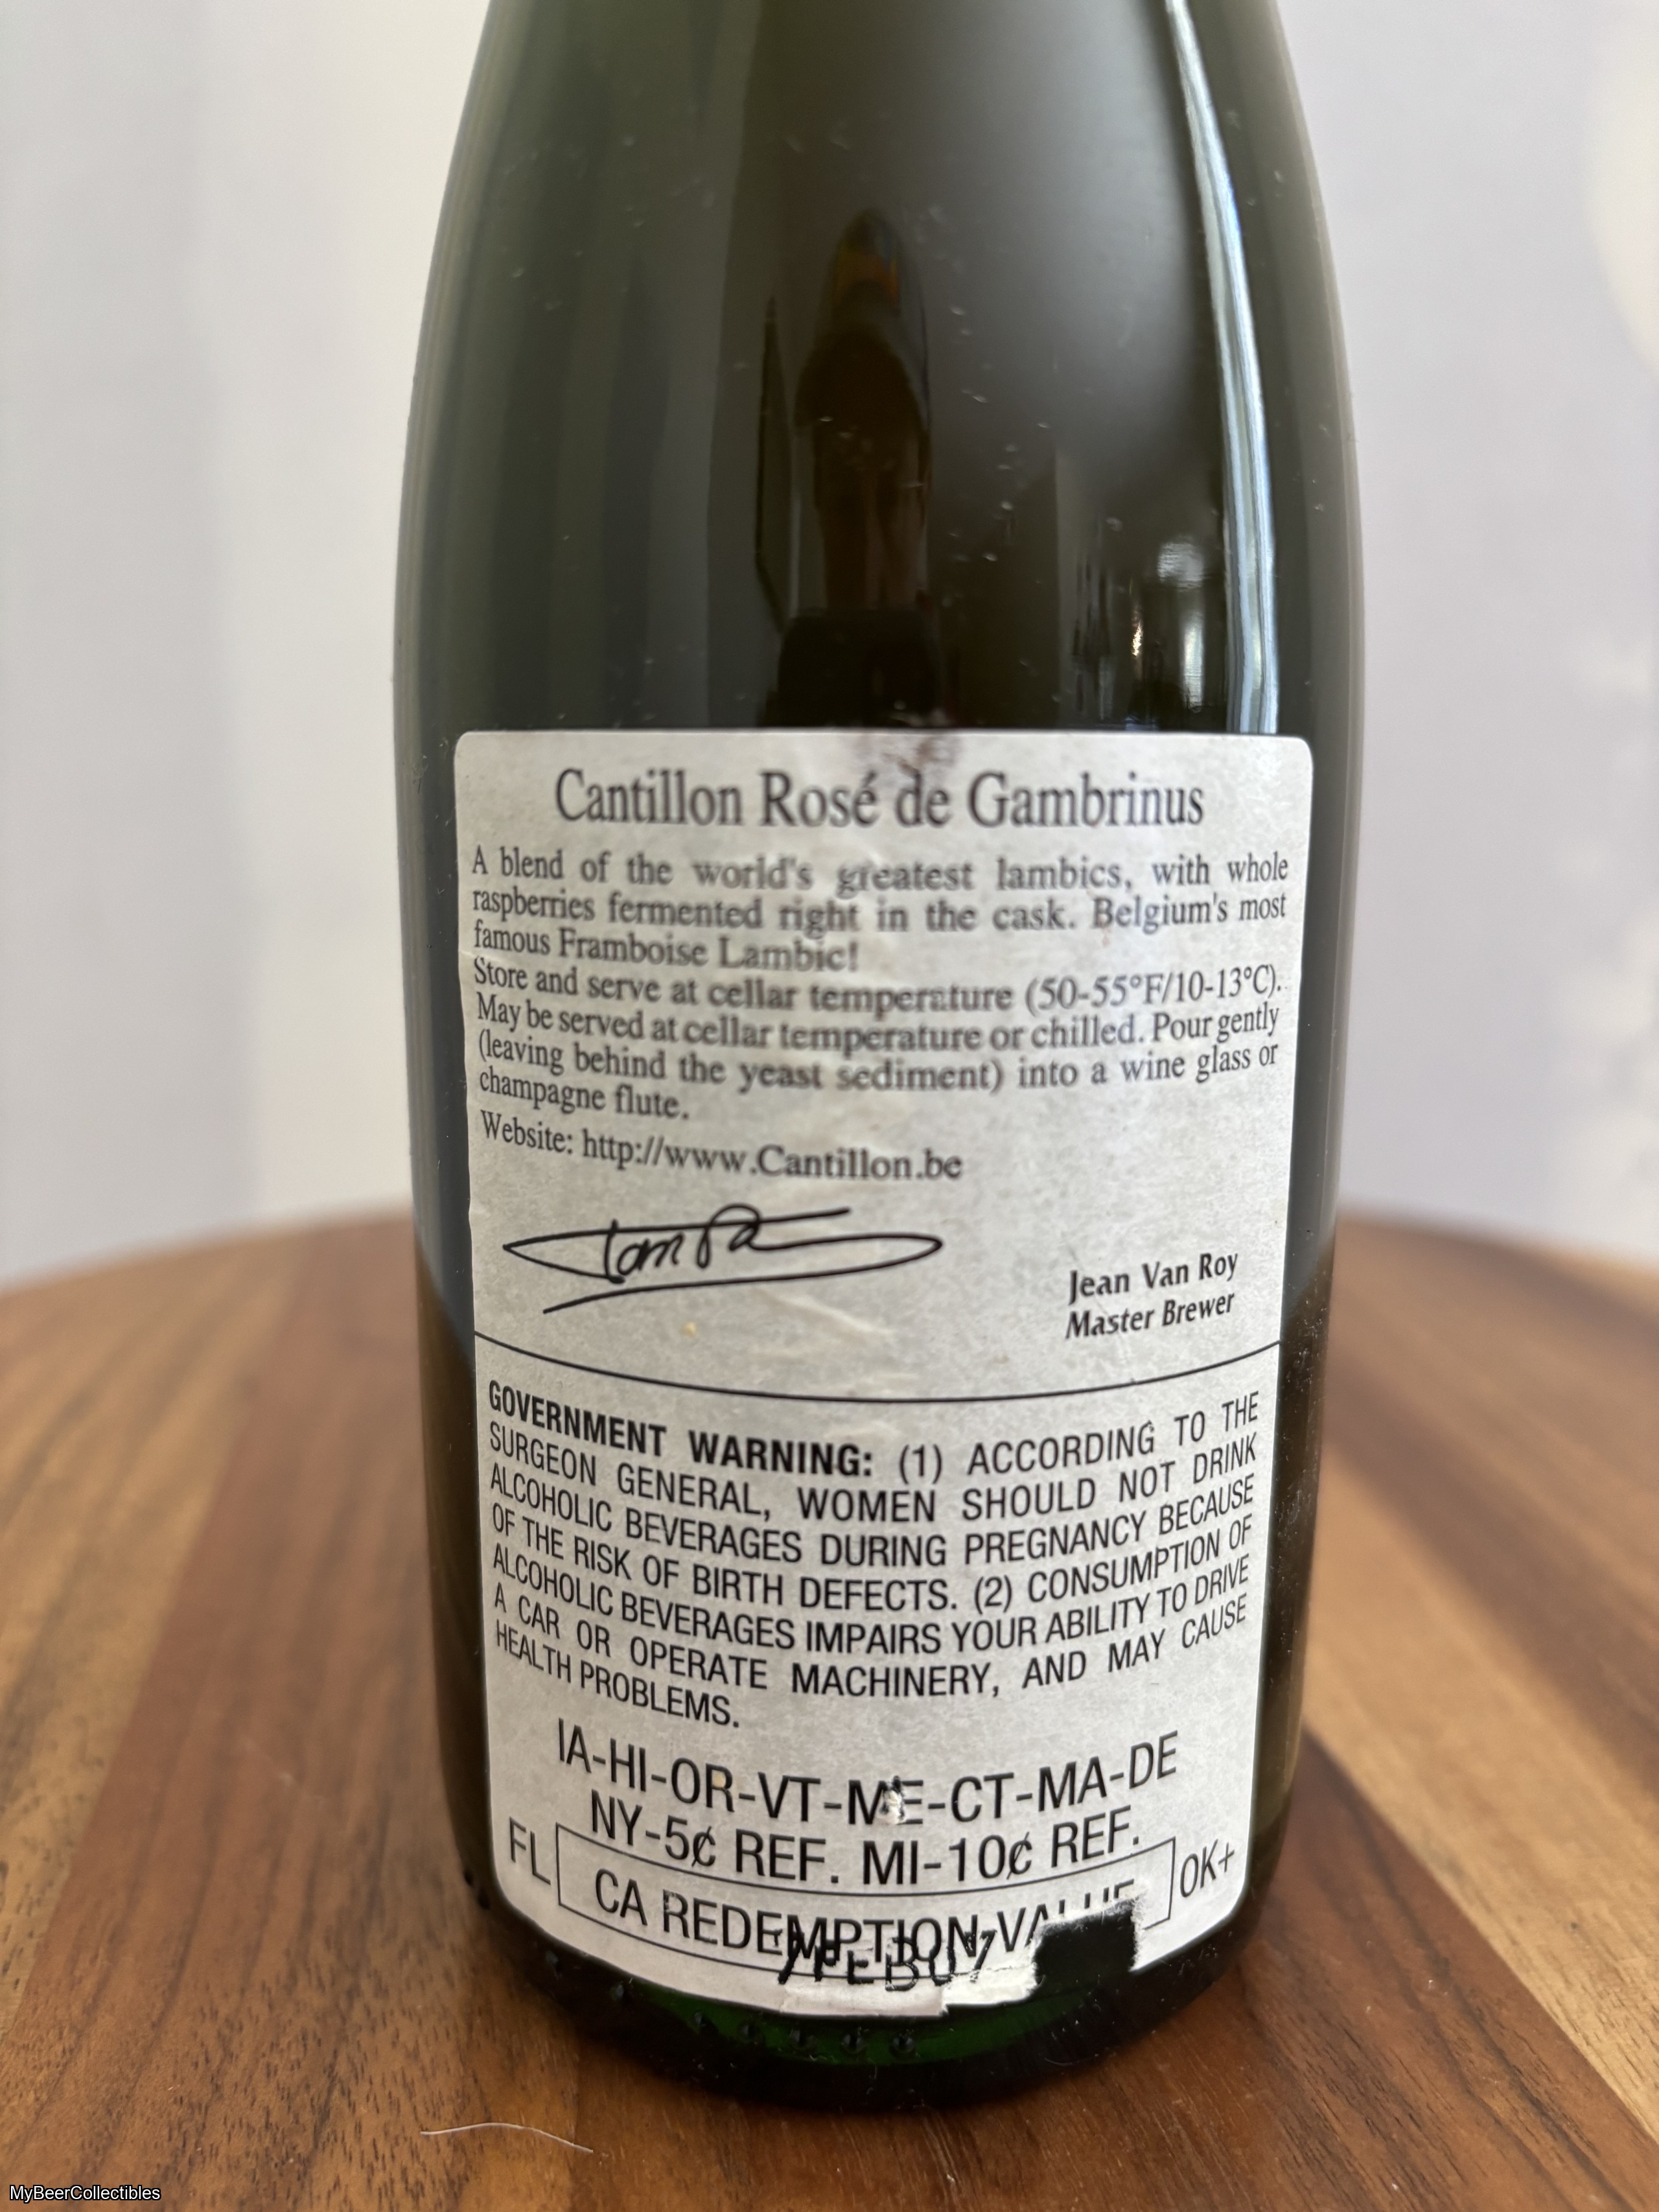 Cantillon Rosé de Gambrinus
A blend of the world's greatest lambics, with whole
raspberries fermented right in the cask. Belgium's most
famous Framboise Lambic!
Store and serve at cellar temperature (50-55°F/10-13°C).
May be served at cellar temperature or chilled. Pour gently
(leaving behind the yeast sediment) into a wine glass or
champagne flute.
Website: http://www.Cantillon.be
Jean Van Roy
Master Brewer
GOVERNMENT WARNING: (1) ACCORDING TO THE
SURGEON GENERAL, WOMEN SHOULD NOT DRINK
ALCOHOLIC BEVERAGES DURING PREGNANCY BECAUSE
OF THE RISK OF BIRTH DEFECTS. (2) CONSUMPTION OF
ALCOHOLIC BEVERAGES IMPAIRS YOUR ABILITY TO DRIVE
A CAR OR OPERATE MACHINERY, AND MAY CAUSE
HEALTH PROBLEMS.
IA-HI-OR-VT-ME-CT-MA-DE
NY-5¢ REF. MI-10¢ REF.
FL CA REDEMPTION-VALUE OK+
MyBeerCollectibles